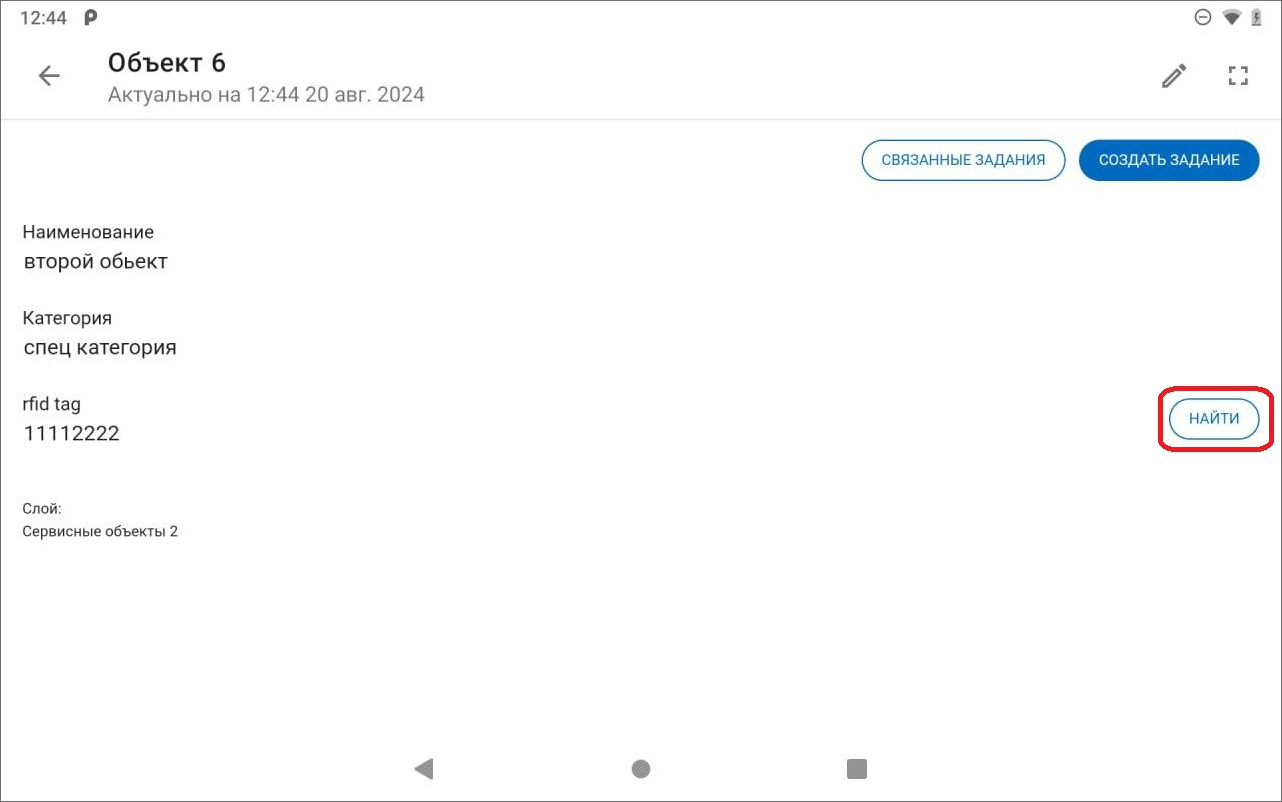 12:44
Объект 6
Актуально на 12:44 20 авг. 2024
СВЯЗАННЫЕ ЗАДАНИЯ
СОЗДАТЬ ЗАДАНИЕ
Наименование
второй обьект
Категория
спец категория
rfid tag
11112222
НАЙТИ
Слой:
Сервисные объекты 2